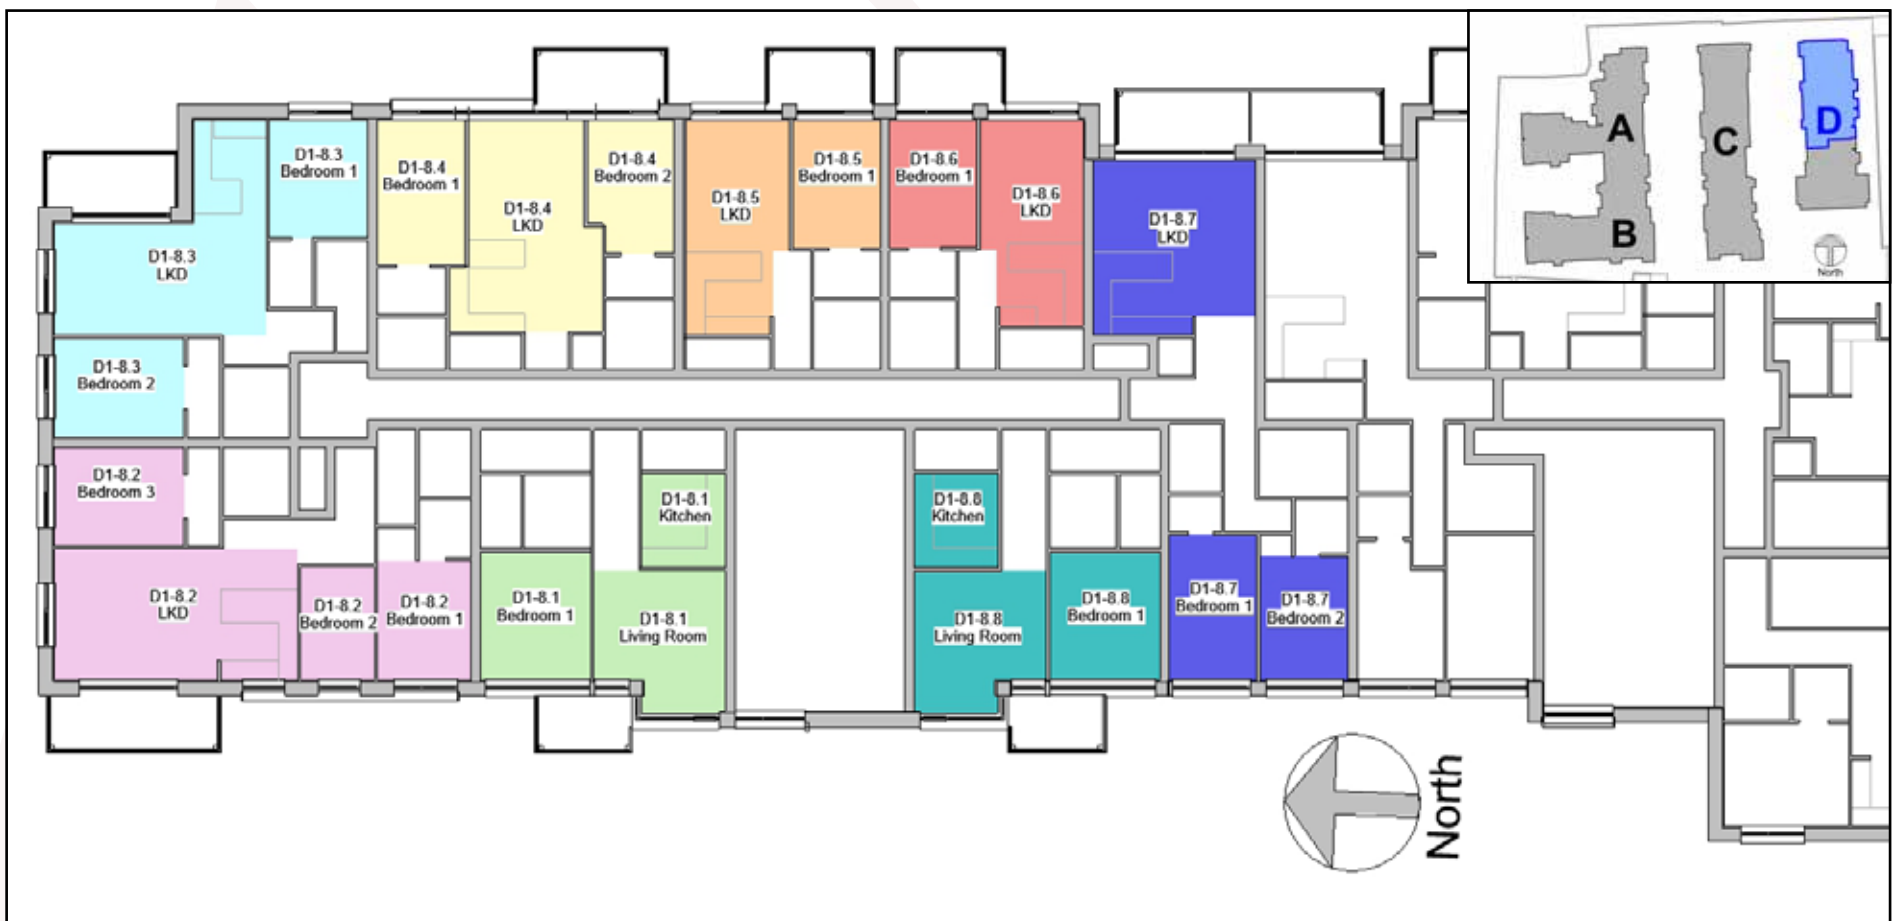 D1-8.3
Bedroom 1
D1-8.4
Bedroom 1
D1-8.4
LKD
D1-8.4
Bedroom 2
D1-8.5
LKD
D1-8.5
Bedroom 1
D1-8.6
Bedroom 1
D1-8.6
LKD
D1-8.7
LKD
A
B
C
D
North
D1-8.3
LKD
D1-8.3
Bedroom 2
D1-8.2
Bedroom 3
D1-8.1
Kitchen
D1-8.8
Kitchen
D1-8.2
LKD
D1-8.2
Bedroom 2
D1-8.2
Bedroom 1
D1-8.1
Bedroom 1
D1-8.1
Living Room
D1-8.8
Living Room
D1-8.8
Bedroom 1
D1-8.7
Bedroom 1
D1-8.7
Bedroom 2
North